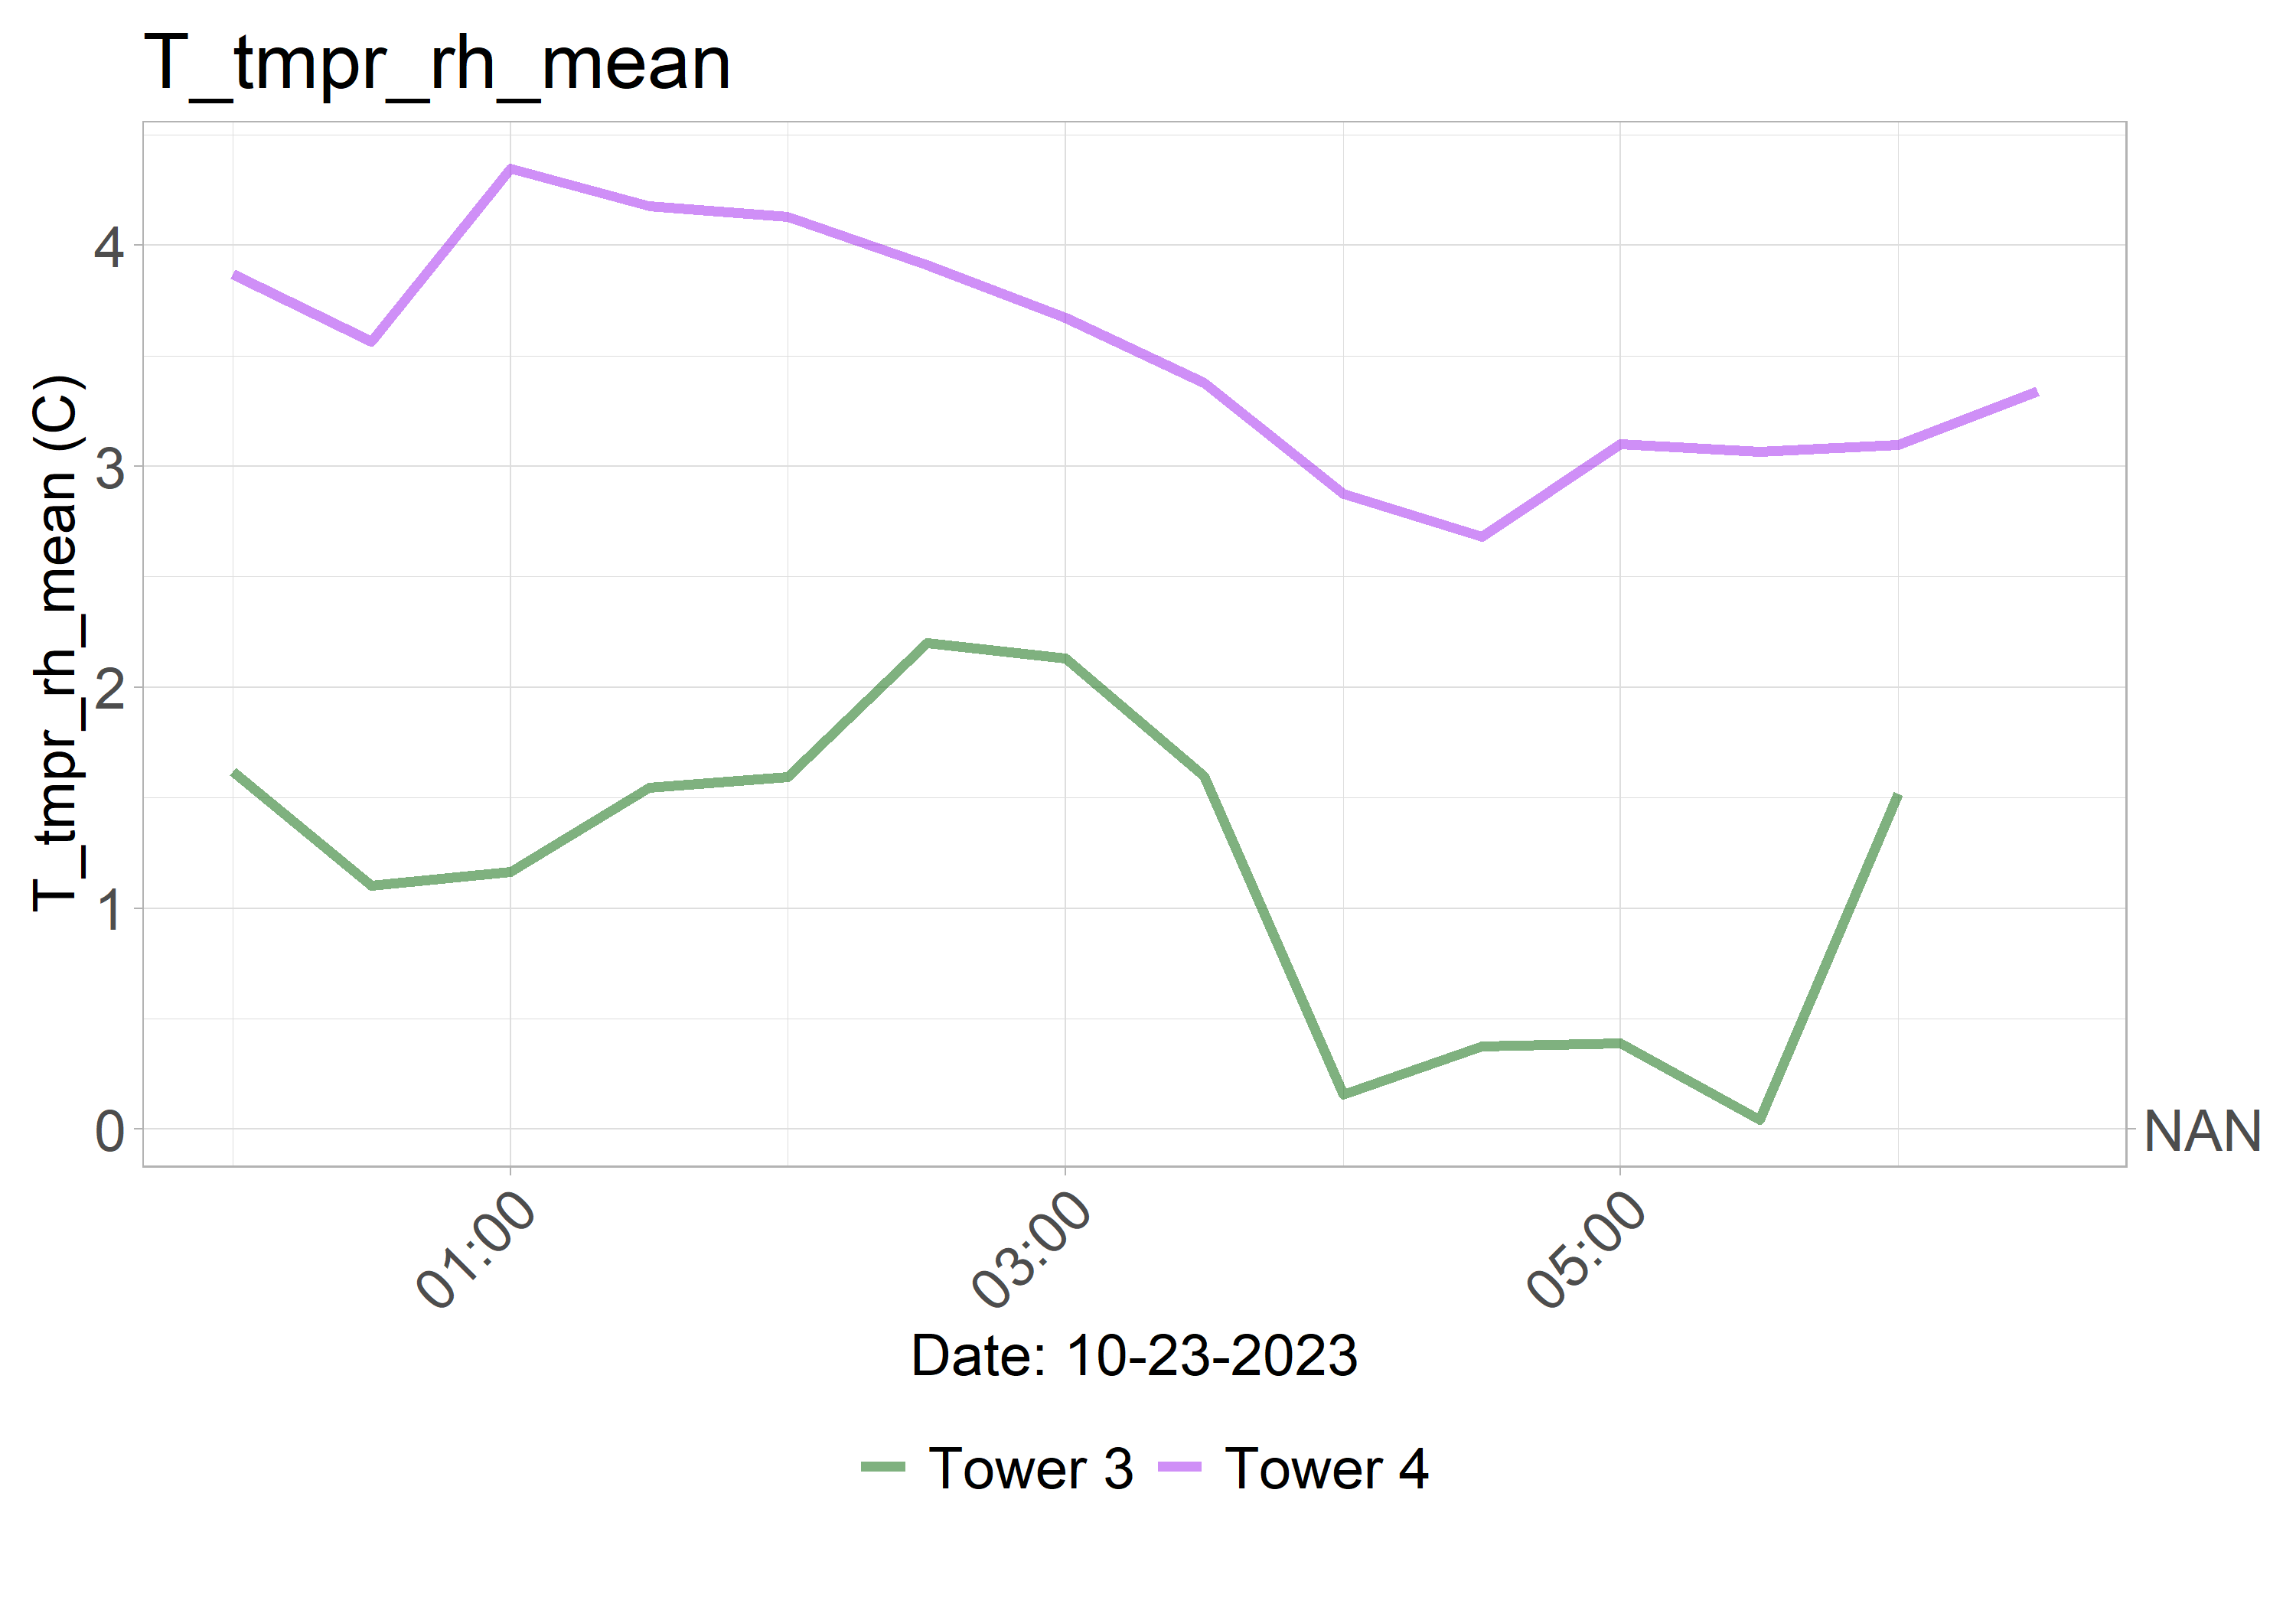 T_tmpr_rh_mean
T_tmpr_rh_mean (C)
4
3
2
1
0
NAN
01:00
03:00
05:00
Date: 10-23-2023
Tower 3
Tower 4